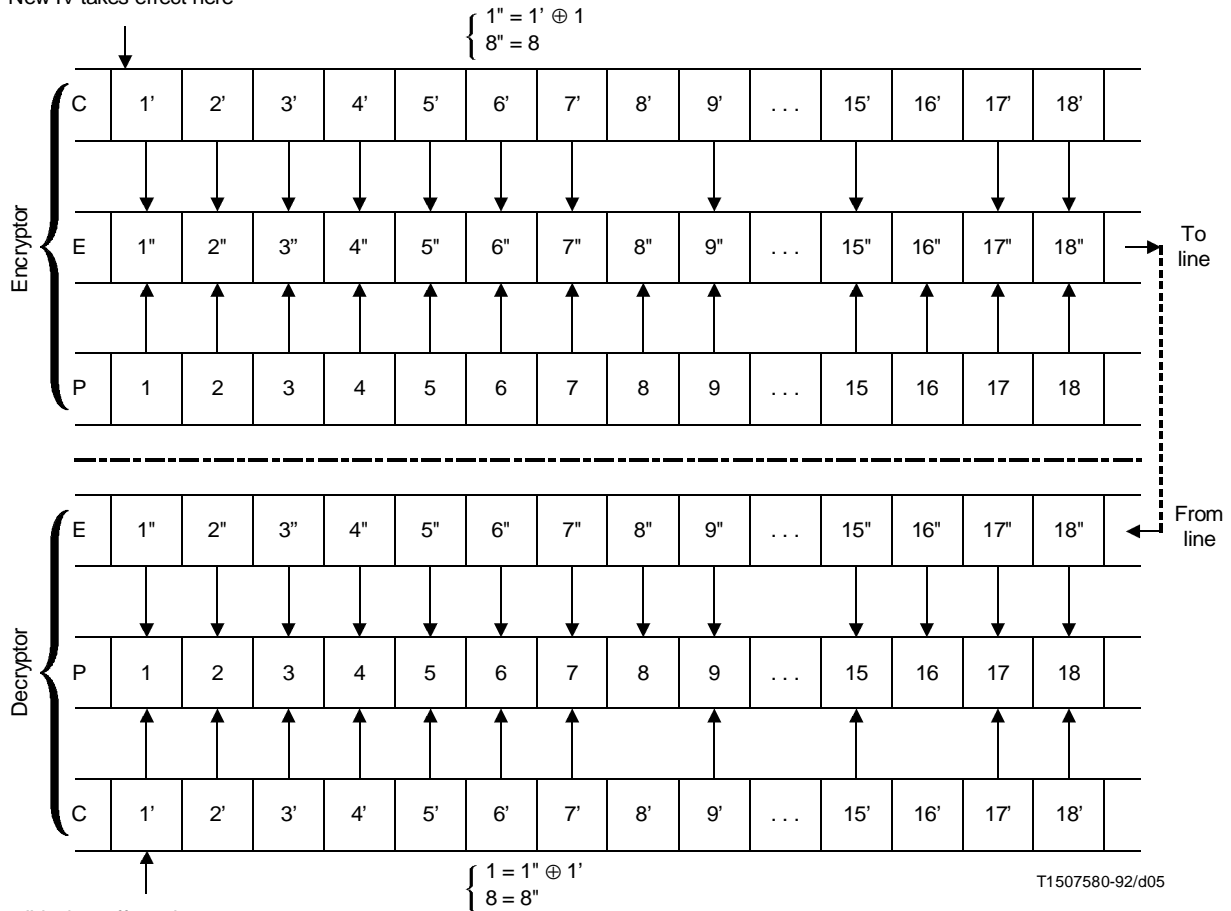 New IV takes effect here
1" = 1' ⊕ 1
8" = 8
C 1’ 2’ 3’ 4’ 5’ 6’ 7’ 8’ 9’ . . . 15’ 16’ 17’ 18’
Encryptor
E 1" 2" 3” 4" 5" 6" 7" 8" 9" . . . 15" 16" 17" 18"
To
line
P 1 2 3 4 5 6 7 8 9 . . . 15 16 17 18
E 1" 2" 3” 4" 5" 6" 7" 8" 9" . . . 15" 16" 17" 18"
From
line
Decryptor
P 1 2 3 4 5 6 7 8 9 . . . 15 16 17 18
C 1’ 2’ 3’ 4’ 5’ 6’ 7’ 8’ 9’ . . . 15’ 16’ 17’ 18’
1 = 1" ⊕ 1’
8 = 8"
T1507580-92/d05